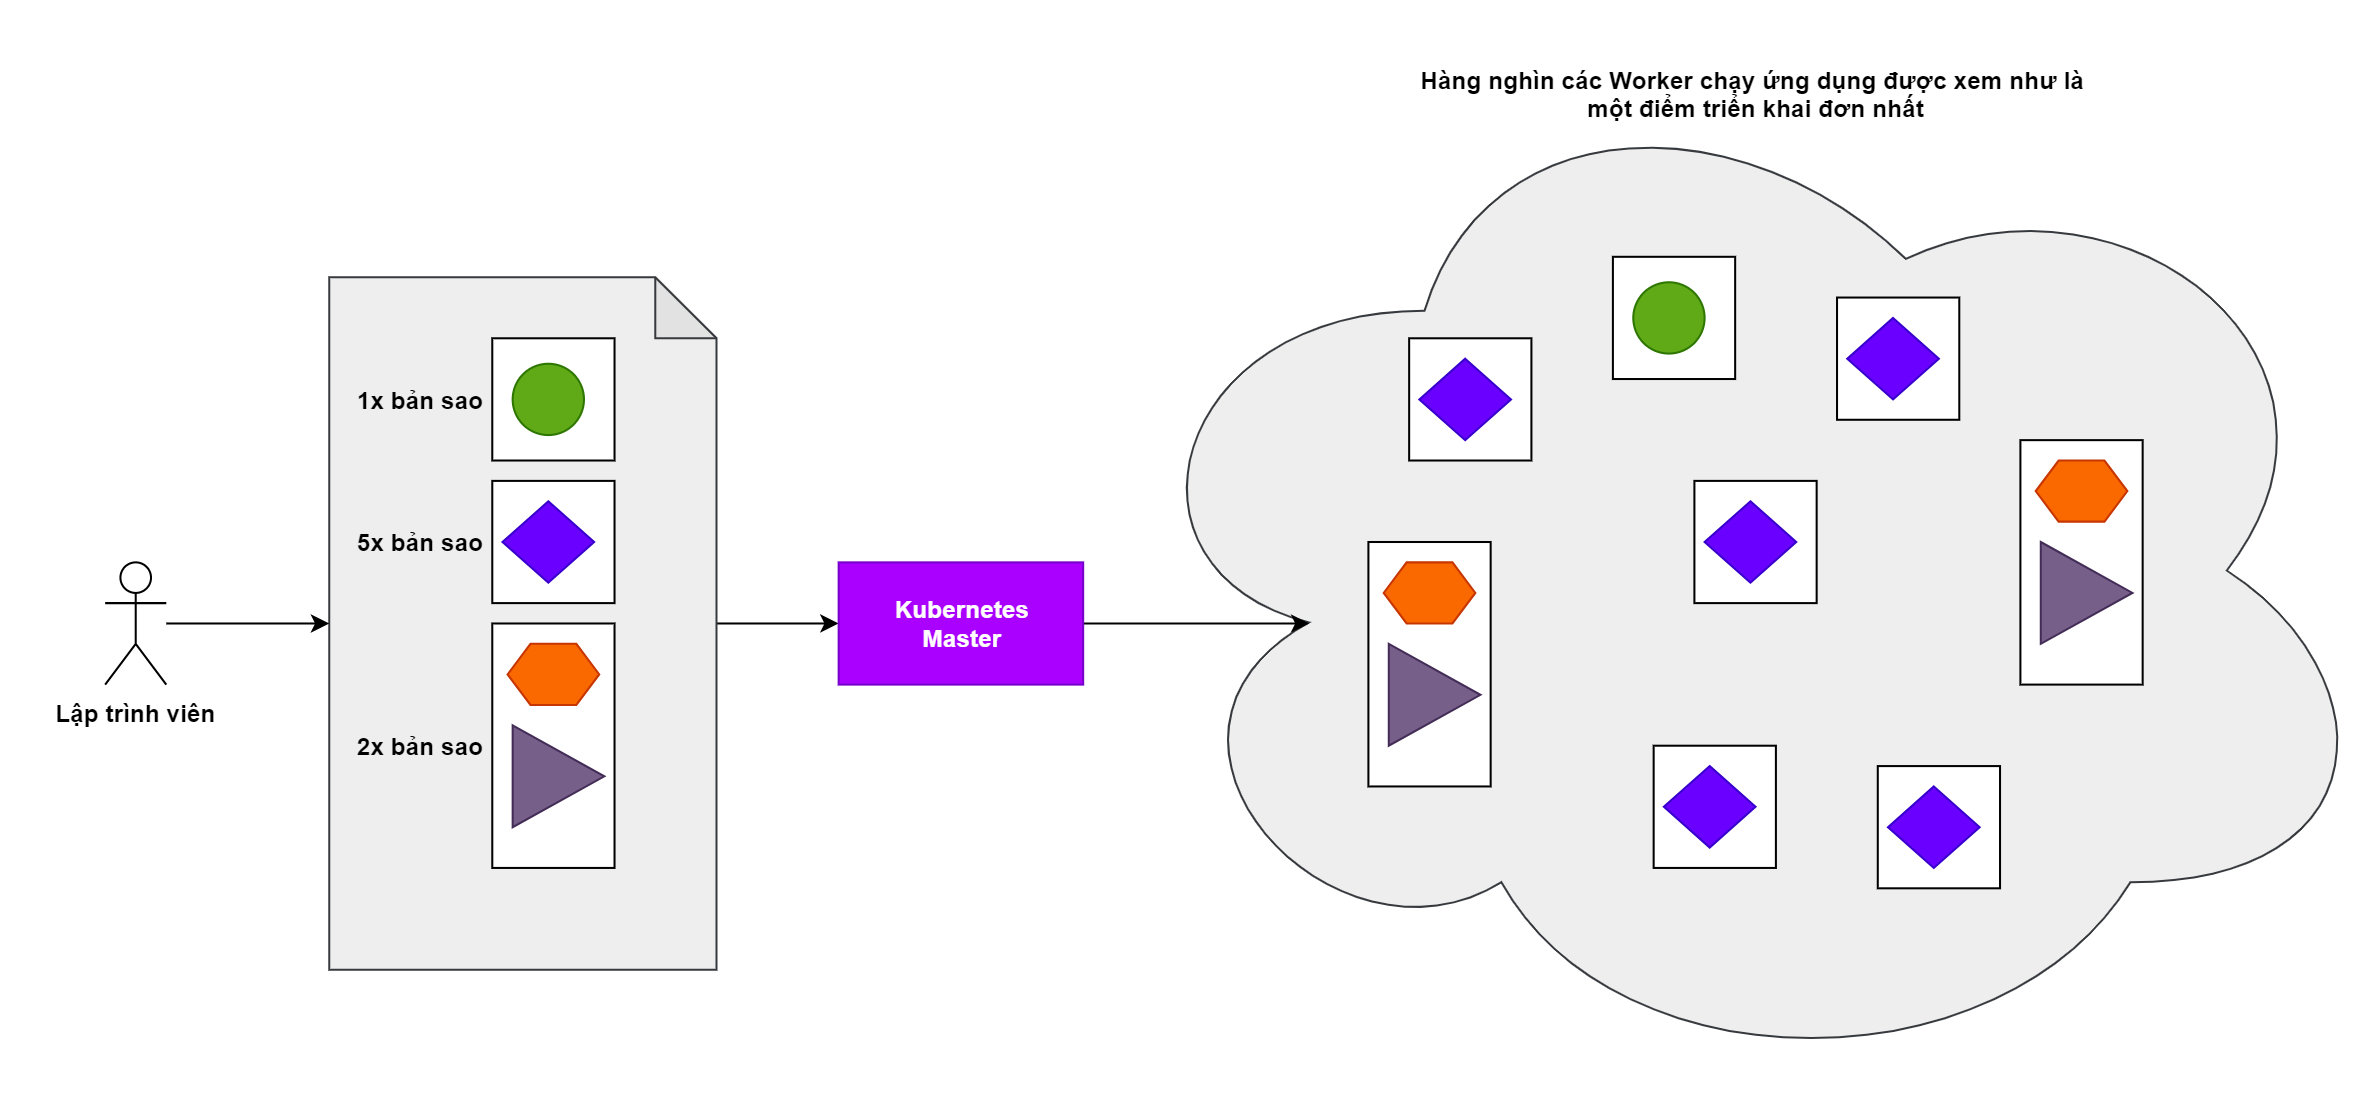 Hàng nghìn các Worker chạy ứng dụng được xem như là
một điểm triển khai đơn nhất
1x bản sao
5x bản sao
2x bản sao
Kubernetes
Master
Lập trình viên